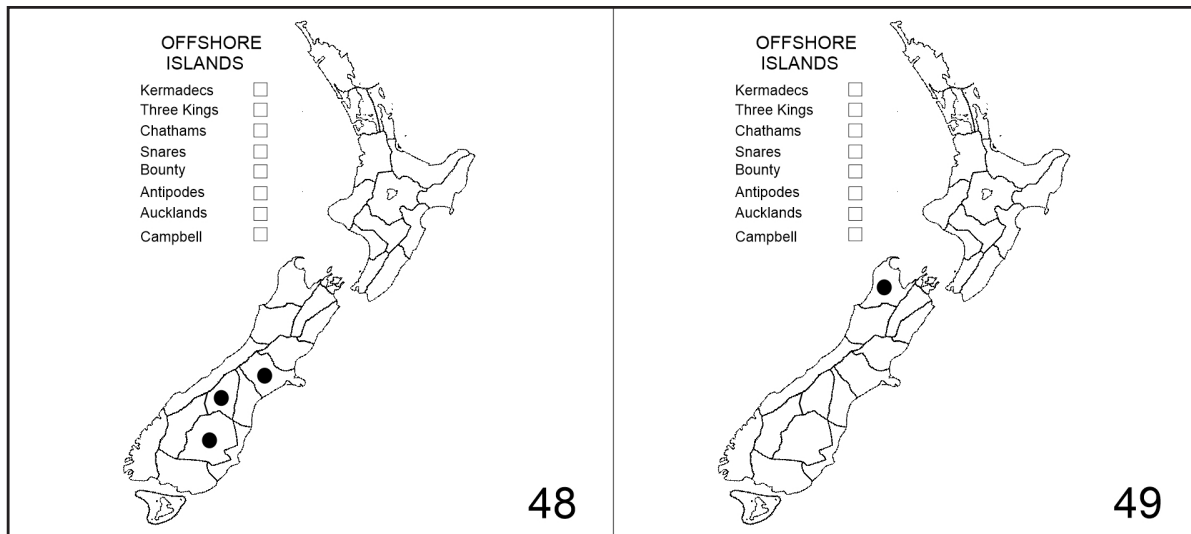 OFFSHORE
ISLANDS
Kermadecs
Three Kings
Chathams
Snares
Bounty
Antipodes
Aucklands
Campbell
48
OFFSHORE
ISLANDS
Kermadecs
Three Kings
Chathams
Snares
Bounty
Antipodes
Aucklands
Campbell
49